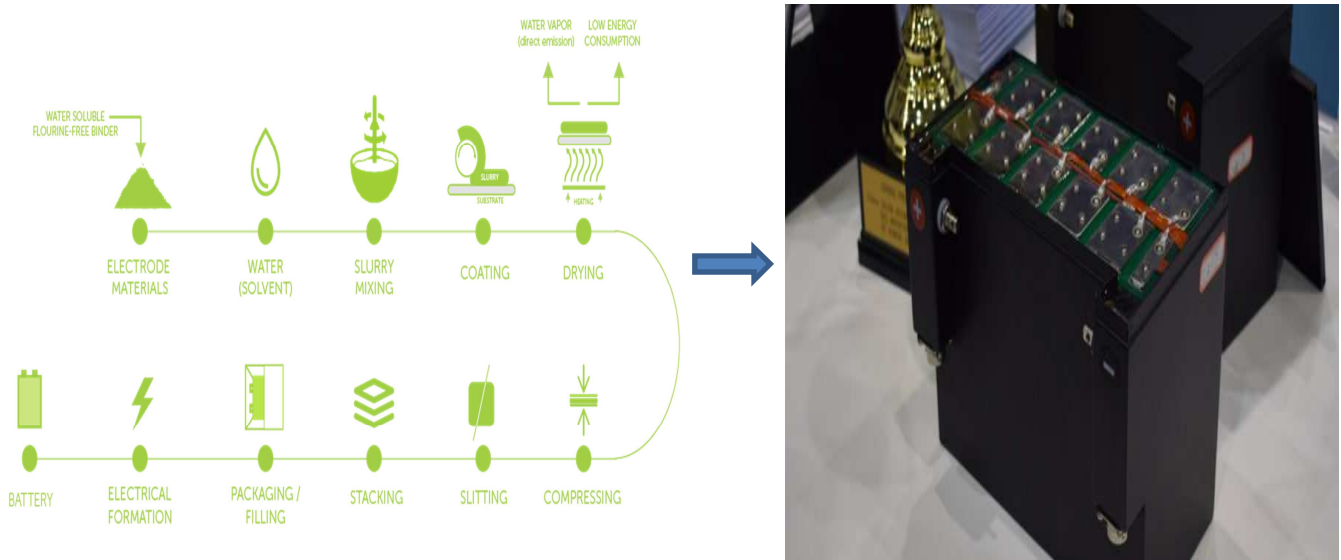 WATER VAPOR
(direct emission)
LOW ENERGY
CONSUMPTION
WATER SOLUBLE
FLOURINE-FREE BINDER
SLURRY
SUBSTRATE
HEATING
ELECTRODE
MATERIALS
WATER
(SOLVENT)
SLURRY
MIXING
COATING
DRYING
BATTERY
ELECTRICAL
FORMATION
PACKAGING /
FILLING
STACKING
SLITTING
COMPRESSING